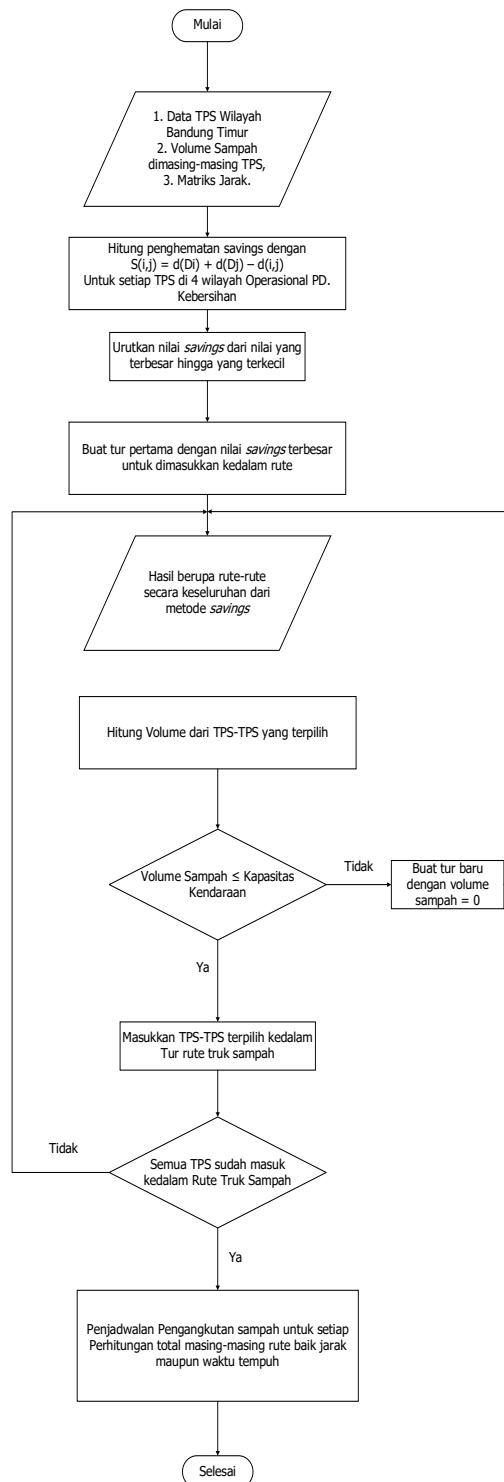 Mulai
1. Data TPS Wilayah
Bandung Timur
2. Volume Sampah
dimasing-masing TPS,
3. Matriks Jarak.
Hitung penghematan savings dengan
S(i,j) = d(Di) + d(Dj) – d(i,j)
Untuk setiap TPS di 4 wilayah Operasional PD.
Kebersihan
Urutkan nilai savings dari nilai yang
terbesar hingga yang terkecil
Buat tur pertama dengan nilai savings terbesar
untuk dimasukkan kedalam rute
Hasil berupa rute-rute
secara keseluruhan dari
metode savings
Hitung Volume dari TPS-TPS yang terpilih
Volume Sampah ≤ Kapasitas
Kendaraan
Tidak
Buat tur baru
dengan volume
sampah = 0
Ya
Masukkan TPS-TPS terpilih kedalam
Tur rute truk sampah
Tidak
Semua TPS sudah masuk
kedalam Rute Truk Sampah
Ya
Penjadwalan Pengangkutan sampah untuk setiap
Perhitungan total masing-masing rute baik jarak
maupun waktu tempuh
Selesai